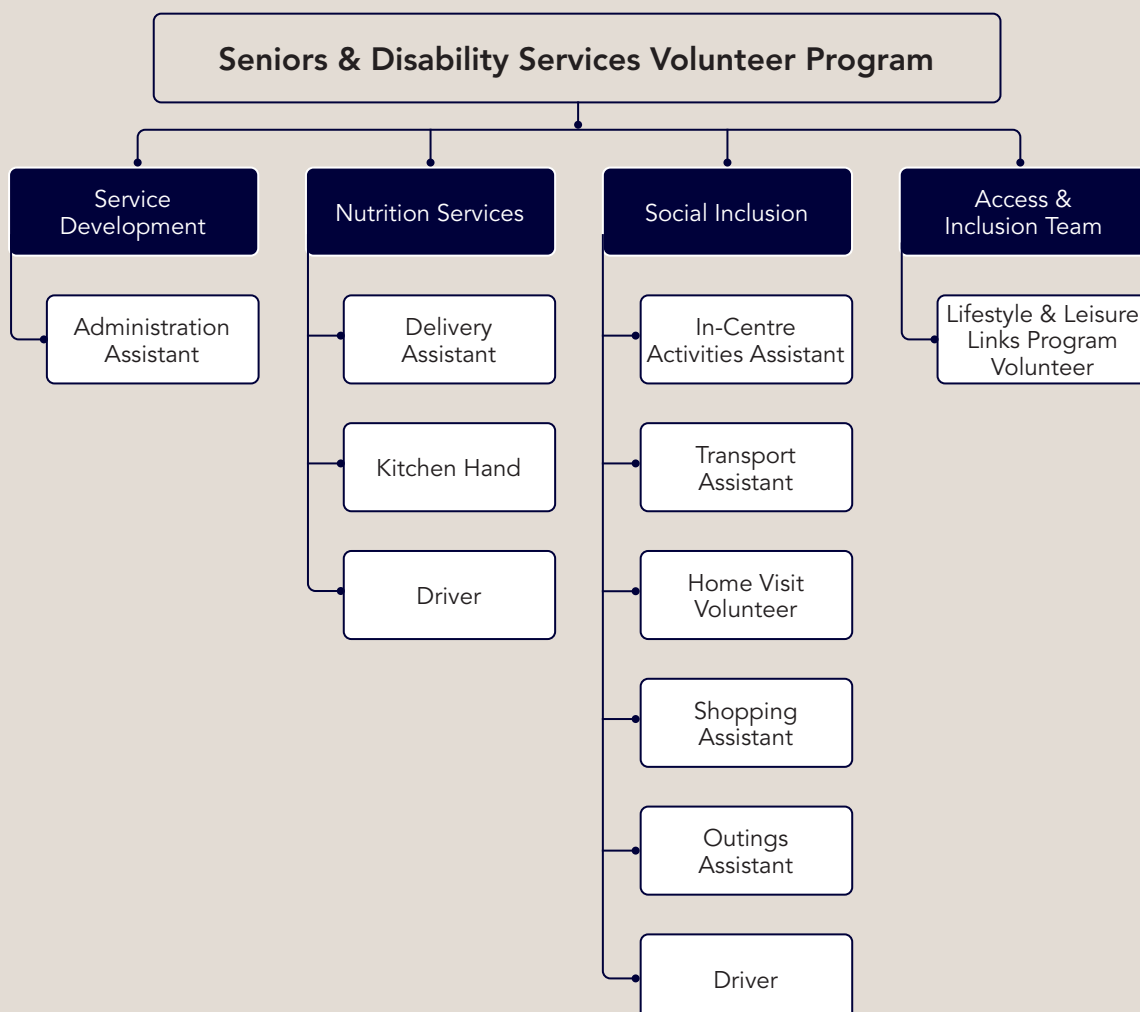 Seniors & Disability Services Volunteer Program
Service
Development
Administration
Assistant
Nutrition Services
Delivery
Assistant
Kitchen Hand
Driver
Social Inclusion
In-Centre
Activities Assistant
Transport
Assistant
Home Visit
Volunteer
Shopping
Assistant
Outings
Assistant
Driver
Access &
Inclusion Team
Lifestyle & Leisure
Links Program
Volunteer